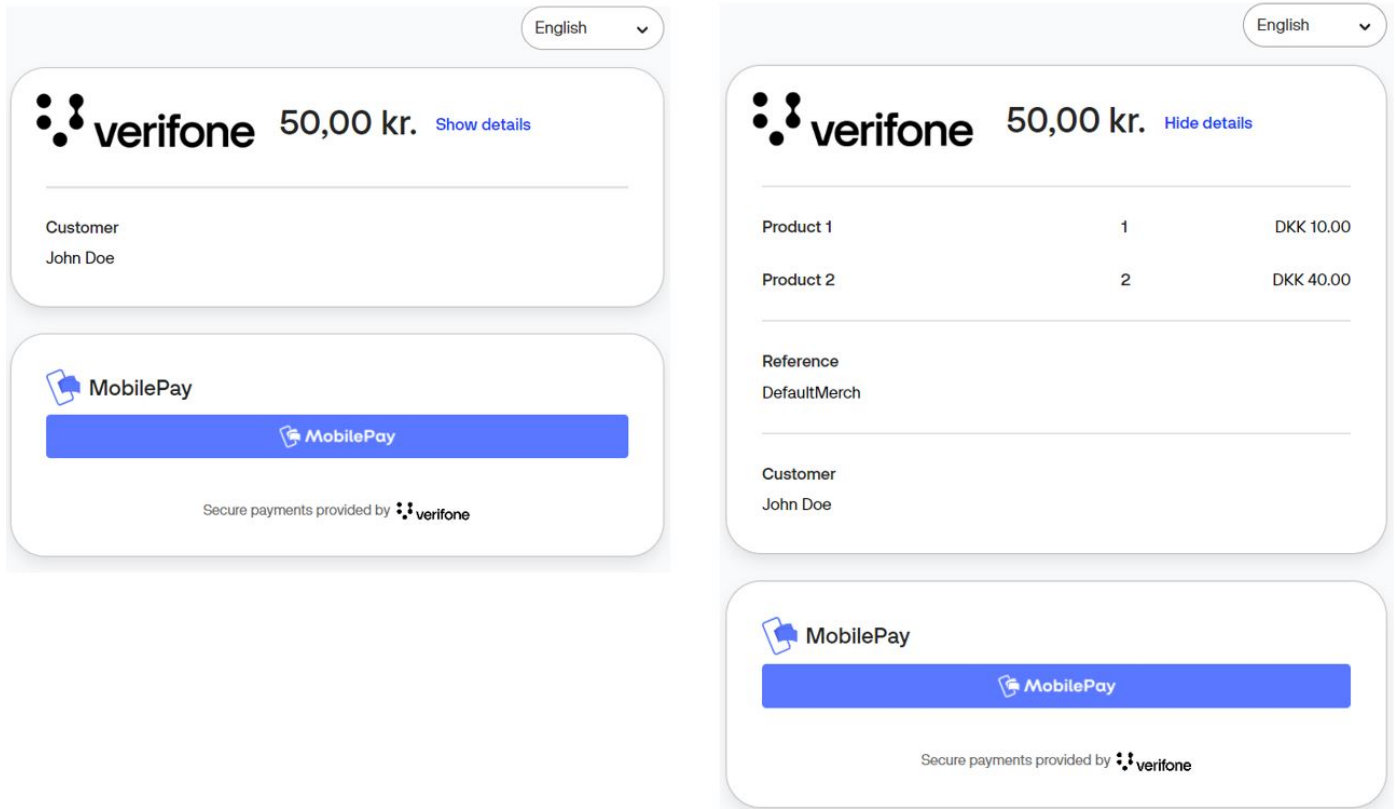 English
verifone 50,00 kr. Show details
Customer
John Doe
MobilePay
MobilePay
Secure payments provided by verifone
English
verifone 50,00 kr. Hide details
Product 1 1 DKK 10.00
Product 2 2 DKK 40.00
Reference
DefaultMerch
Customer
John Doe
MobilePay
MobilePay
Secure payments provided by verifone